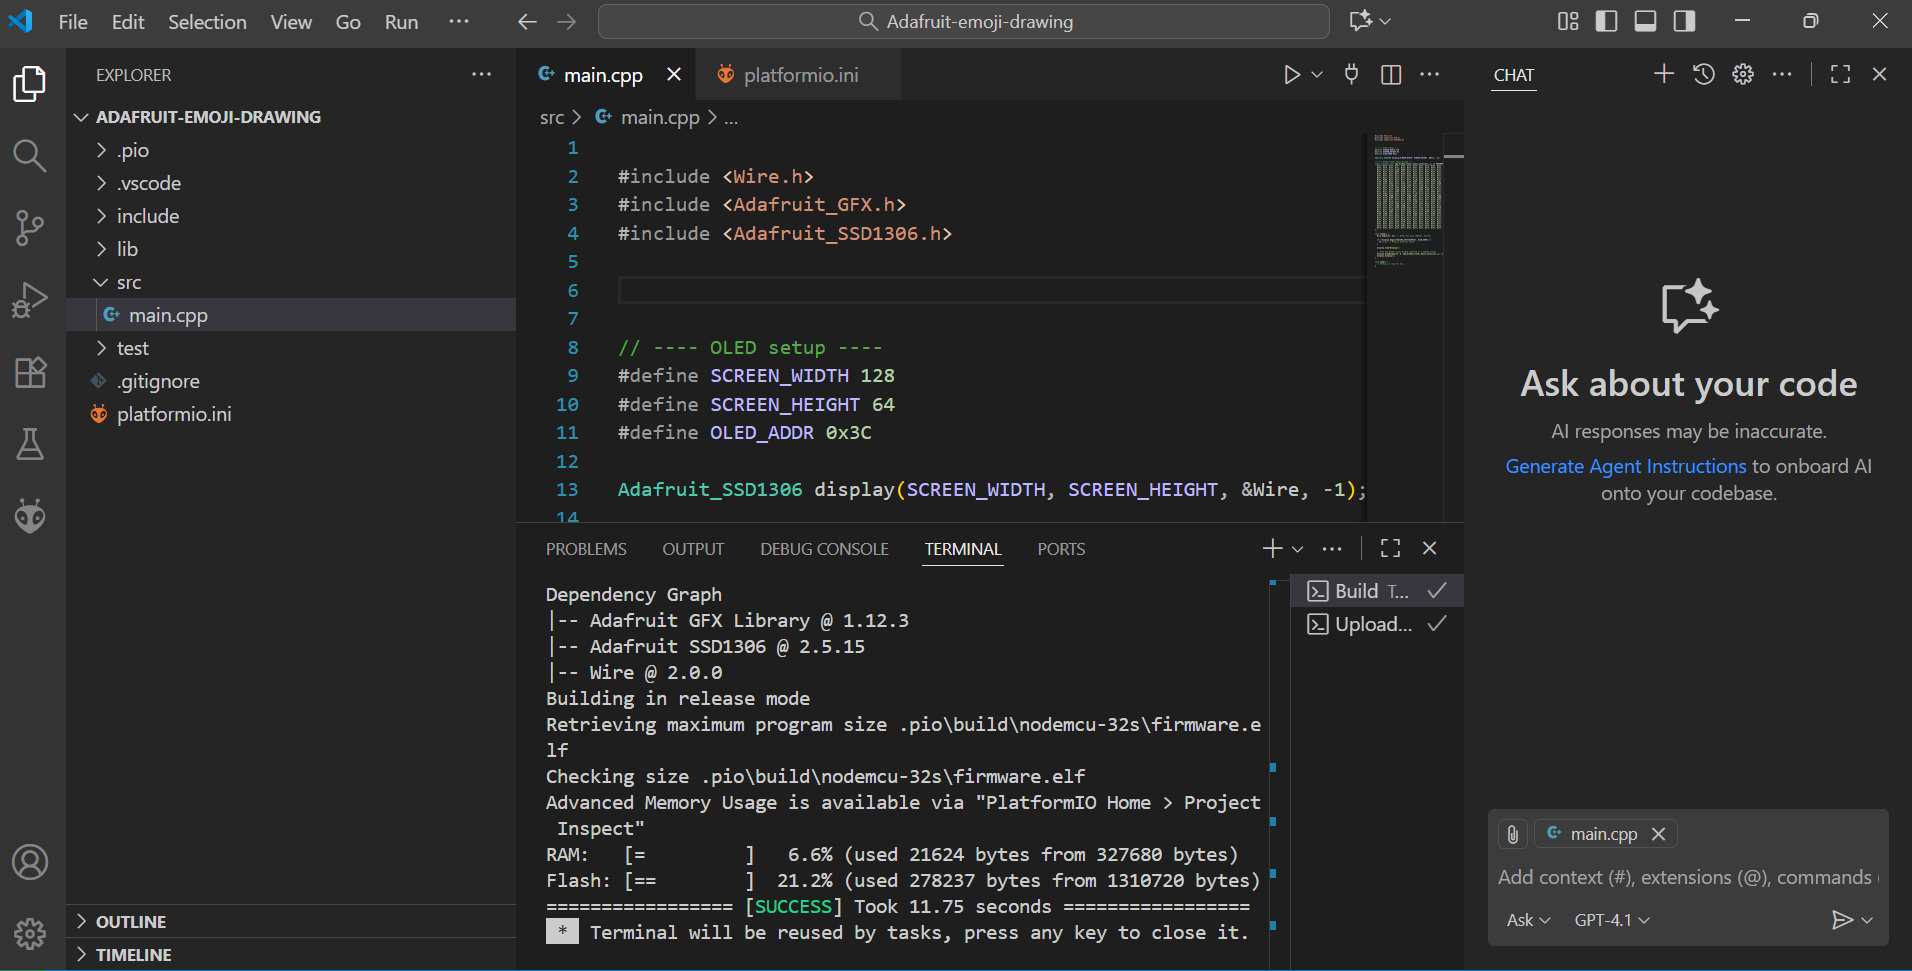 File Edit Selection View Go Run ···
Adafruit-emoji-drawing
EXPLORER
ADAFRUIT-EMOJI-DRAWING
.pio
.vscode
include
lib
src
main.cpp
test
.gitignore
platformio.ini
OUTLINE
TIMELINE
main.cpp
platformio.ini
src > main.cpp > ...
1
2 #include <Wire.h>
3 #include <Adafruit_GFX.h>
4 #include <Adafruit_SSD1306.h>
5
6
7
8 // ---- OLED setup ----
9 #define SCREEN_WIDTH 128
10 #define SCREEN_HEIGHT 64
11 #define OLED_ADDR 0x3C
12
13 Adafruit_SSD1306 display(SCREEN_WIDTH, SCREEN_HEIGHT, &Wire, -1);
14
PROBLEMS OUTPUT DEBUG CONSOLE TERMINAL PORTS
Dependency Graph
|-- Adafruit GFX Library @ 1.12.3
|-- Adafruit SSD1306 @ 2.5.15
|-- Wire @ 2.0.0
Building in release mode
Retrieving maximum program size .pio\build\nodemcu-32s\firmware.e
lf
Checking size .pio\build\nodemcu-32s\firmware.elf
Advanced Memory Usage is available via "PlatformIO Home > Project
Inspect"
RAM:   [=         ]   6.6% (used 21624 bytes from 327680 bytes)
Flash: [==        ]  21.2% (used 278237 bytes from 1310720 bytes)
================= [SUCCESS] Took 11.75 seconds =================
* Terminal will be reused by tasks, press any key to close it.
Build T...
Upload...
CHAT
Ask about your code
AI responses may be inaccurate.
Generate Agent Instructions to onboard AI
onto your codebase.
main.cpp
Add context (#), extensions (@), commands
Ask GPT-4.1